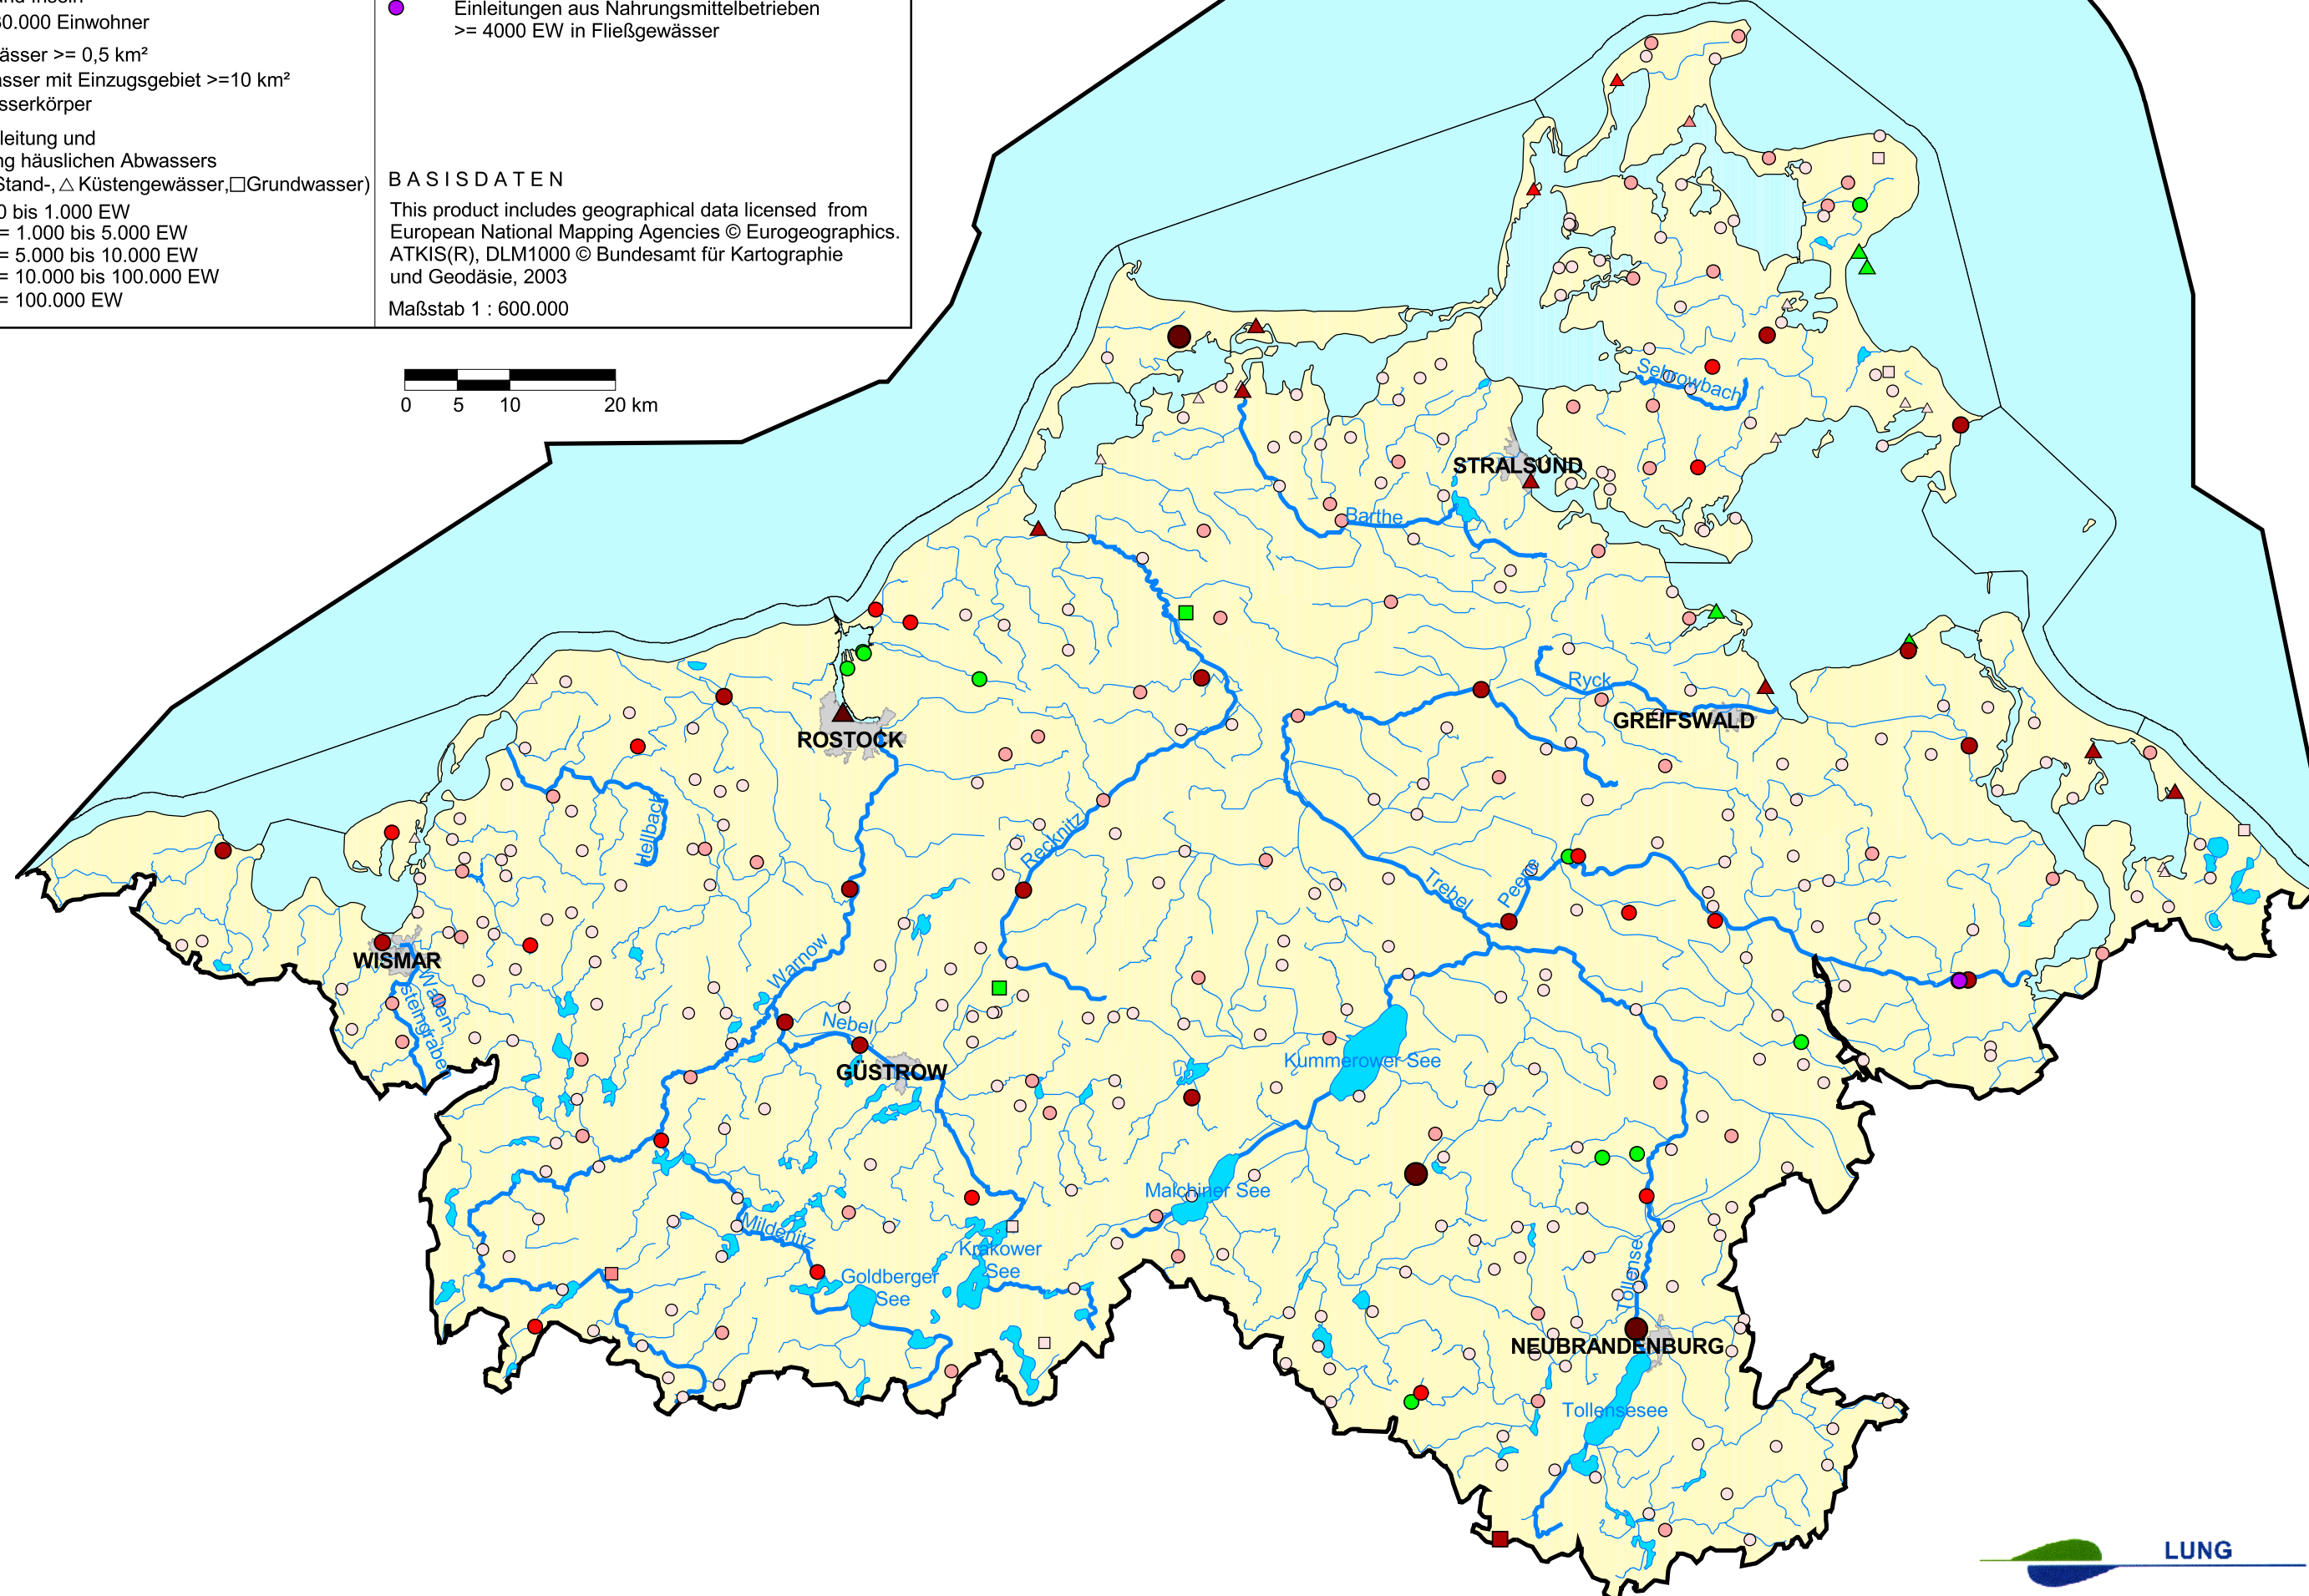 30.000 Einwohner
ässer >= 0,5 km²
asser mit Einzugsgebiet >=10 km²
sserkörper
leitung und
ng häuslichen Abwassers
Stand-, △ Küstengewässer,□Grundwasser)
0 bis 1.000 EW
= 1.000 bis 5.000 EW
= 5.000 bis 10.000 EW
= 10.000 bis 100.000 EW
= 100.000 EW
Einleitungen aus Nahrungsmittelbetrieben
>= 4000 EW in Fließgewässer
BASISDATEN
This product includes geographical data licensed from
European National Mapping Agencies © Eurogeographics.
ATKIS(R), DLM1000 © Bundesamt für Kartographie
und Geodäsie, 2003
Maßstab 1 : 600.000
0 5 10 20 km
Sehrowbach
STRALSUND
Barthe
Ryck
GREIFSWALD
ROSTOCK
Hellbach
Recknitz
Trebel
Peene
WISMAR
Wallen-
steingraben
Warnow
Nebel
GÜSTROW
Kummerower See
Malchiner See
Mildenitz
Krakower
See
Goldberger
See
Tollense
NEUBRANDENBURG
Tollensesee
LUNG